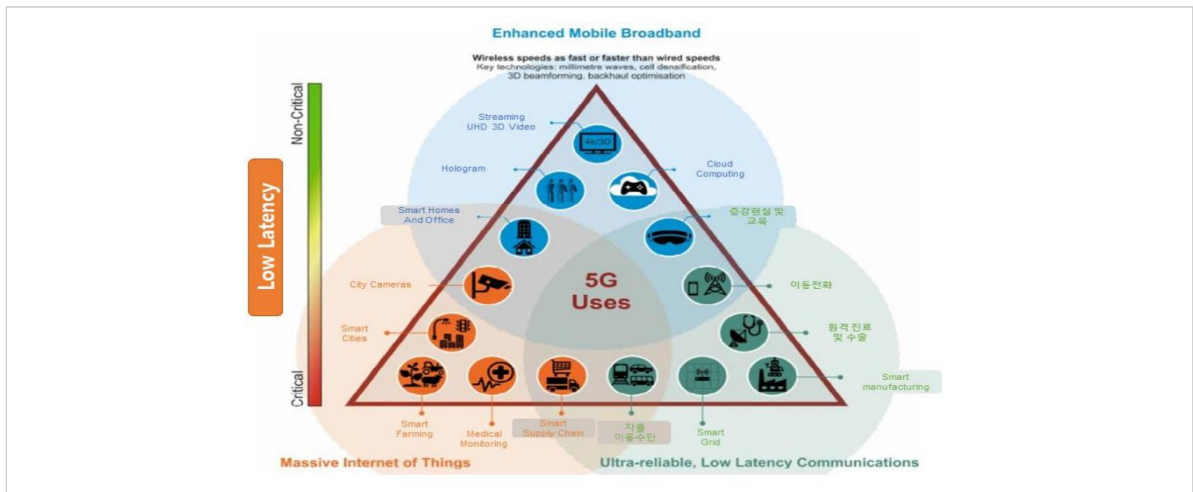 Enhanced Mobile Broadband
Wireless speeds as fast or faster than wired speeds
Key technologies: millimetre waves, cell densification,
3D beamforming, backhaul optimisation
Non-Critical
Low Latency
Critical
Streaming
UHD 3D Video
4k/3D
Hologram
Cloud
Computing
Smart Homes
And Office
증강현실 및
교육
City Cameras
5G
Uses
이동전화
Smart
Cities
원격 진료
및 수술
Smart
manufacturing
Smart
Farming
Medical
Monitoring
Smart
Supply Chain
자율
이동수단
Smart
Grid
Massive Internet of Things
Ultra-reliable, Low Latency Communications